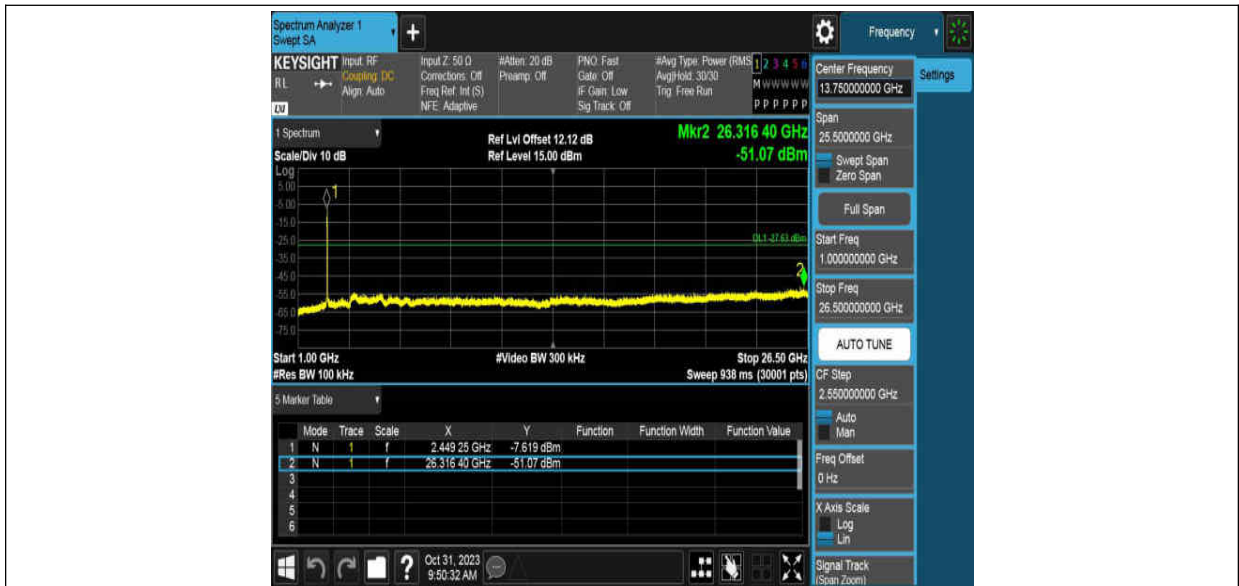 Spectrum Analyzer 1
Swept SA
+
Frequency
KEYSIGHT
RL
LXI
Input: RF
Coupling: DC
Align: Auto
Input Z: 50 Ω
Corrections: Off
Freq Ref: Int (S)
NFE: Adaptive
#Atten: 20 dB
Preamp: Off
PNO: Fast
Gate: Off
IF Gain: Low
Sig Track: Off
#Avg Type: Power (RMS
Avg|Hold: 30/30
Trig: Free Run
1 2 3 4 5 6
M W W W W W
P P P P P P
1 Spectrum
Scale/Div 10 dB
Ref Lvl Offset 12.12 dB
Ref Level 15.00 dBm
Mkr2 26.316 40 GHz
-51.07 dBm
Log
5.00
-5.00
-15.0
-25.0
-35.0
-45.0
-55.0
-65.0
-75.0
1
DL1 -27.63 dBm
2
Start 1.00 GHz
#Res BW 100 kHz
#Video BW 300 kHz
Stop 26.50 GHz
Sweep 938 ms (30001 pts)
5 Marker Table
Mode Trace Scale X Y Function Function Width Function Value
1 N 1 f 2.449 25 GHz -7.619 dBm
2 N 1 f 26.316 40 GHz -51.07 dBm
3
4
5
6
?
Oct 31, 2023
9:50:32 AM
Center Frequency
13.750000000 GHz
Settings
Span
25.5000000 GHz
Swept Span
Zero Span
Full Span
Start Freq
1.000000000 GHz
Stop Freq
26.500000000 GHz
AUTO TUNE
CF Step
2.550000000 GHz
Auto
Man
Freq Offset
0 Hz
X Axis Scale
Log
Lin
Signal Track
(Span Zoom)